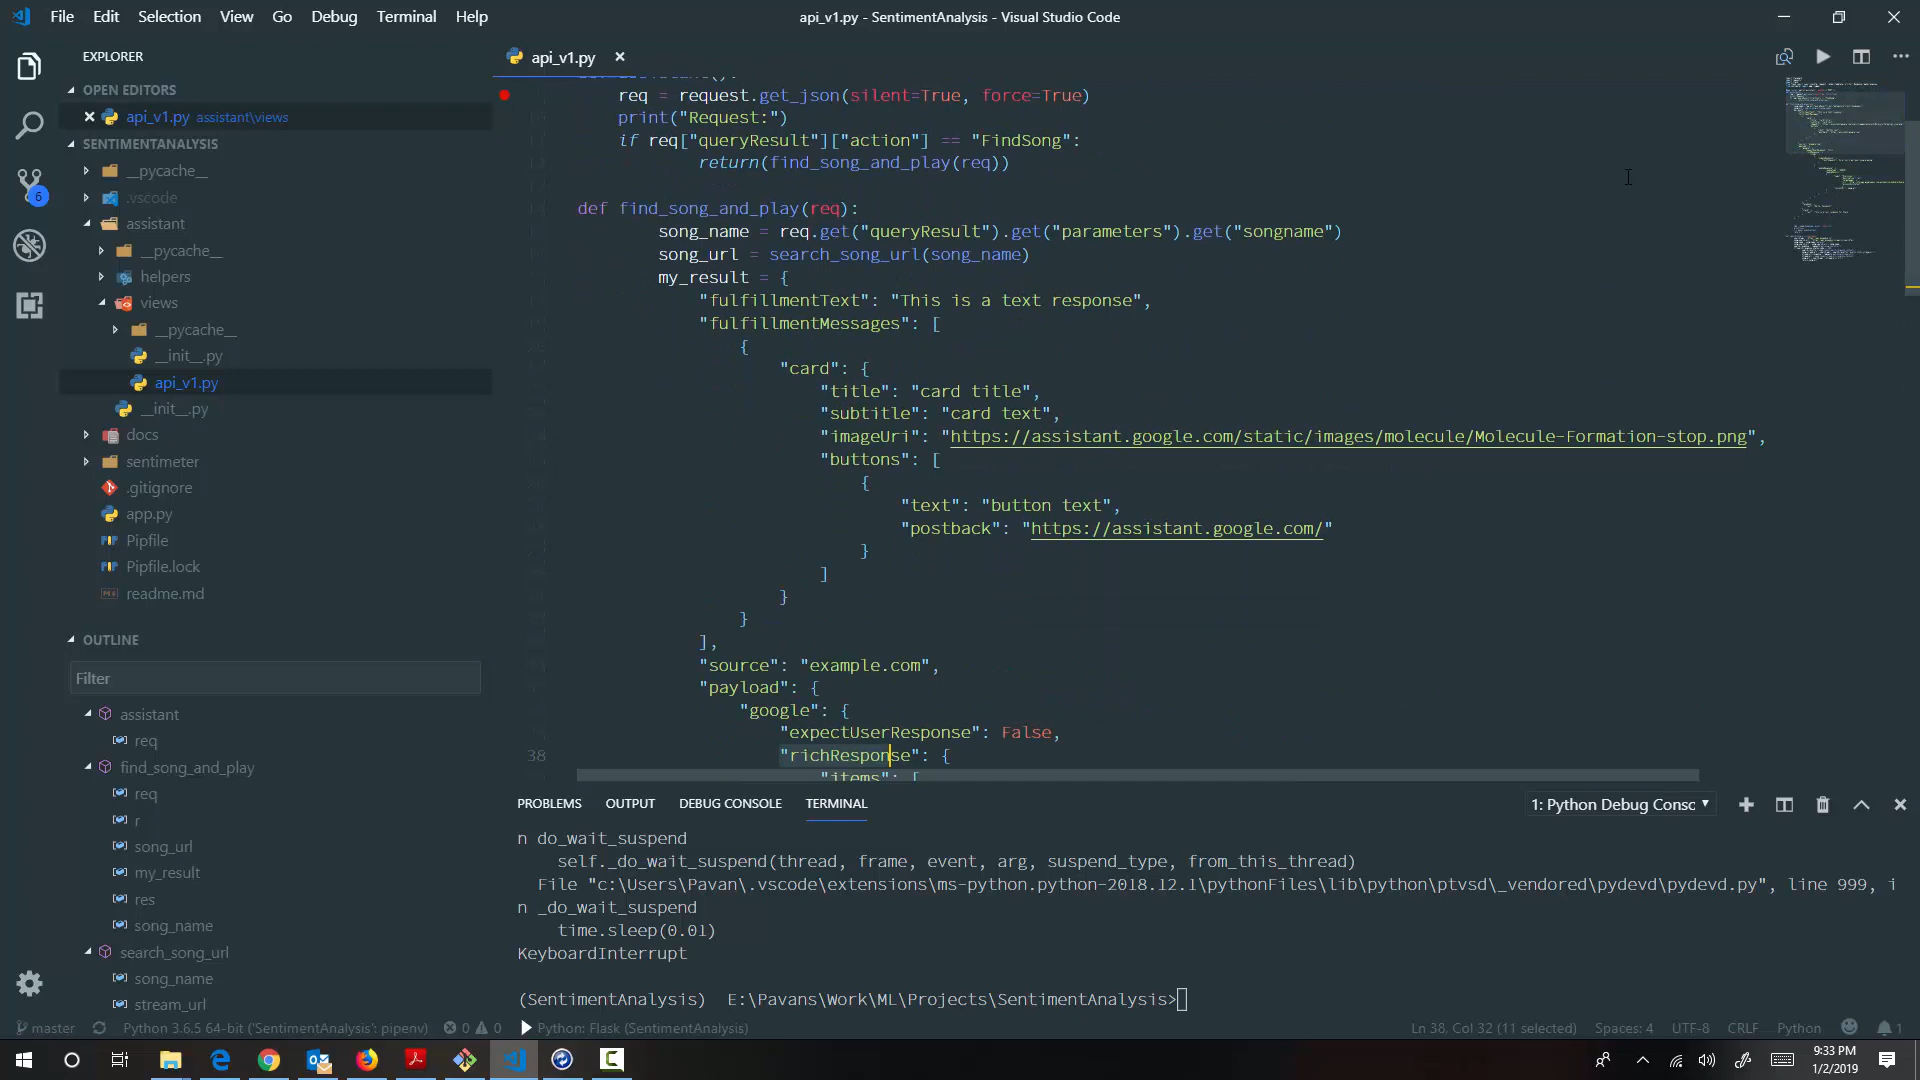 File Edit Selection View Go Debug Terminal Help
api_v1.py - SentimentAnalysis - Visual Studio Code
EXPLORER
OPEN EDITORS
api_v1.py assistant\views
SENTIMENTANALYSIS
__pycache__
.vscode
assistant
__pycache__
helpers
views
__pycache__
__init__.py
api_v1.py
__init__.py
docs
sentimeter
.gitignore
app.py
Pipfile
Pipfile.lock
readme.md
OUTLINE
Filter
assistant
req
find_song_and_play
req
r
song_url
my_result
res
song_name
search_song_url
song_name
stream_url
api_v1.py
req = request.get_json(silent=True, force=True)
print("Request:")
if req["queryResult"]["action"] == "FindSong":
return(find_song_and_play(req))
def find_song_and_play(req):
song_name = req.get("queryResult").get("parameters").get("songname")
song_url = search_song_url(song_name)
my_result = {
"fulfillmentText": "This is a text response",
"fulfillmentMessages": [
{
"card": {
"title": "card title",
"subtitle": "card text",
"imageUri": "https://assistant.google.com/static/images/molecule/Molecule-Formation-stop.png",
"buttons": [
{
"text": "button text",
"postback": "https://assistant.google.com/"
}
]
}
}
],
"source": "example.com",
"payload": {
"google": {
"expectUserResponse": False,
38 "richResponse": {
"items": [
PROBLEMS OUTPUT DEBUG CONSOLE TERMINAL
1: Python Debug Consc
n do_wait_suspend
self._do_wait_suspend(thread, frame, event, arg, suspend_type, from_this_thread)
File "c:\Users\Pavan\.vscode\extensions\ms-python.python-2018.12.1\pythonFiles\lib\python\ptvsd\_vendored\pydevd\pydevd.py", line 999, i
n _do_wait_suspend
time.sleep(0.01)
KeyboardInterrupt
(SentimentAnalysis) E:\Pavans\Work\ML\Projects\SentimentAnalysis>
6
master Python 3.6.5 64-bit ('SentimentAnalysis': pipenv) 0 0 Python: Flask (SentimentAnalysis) Ln 38, Col 32 (11 selected) Spaces: 4 UTF-8 CRLF Python 1
9:33 PM
1/2/2019